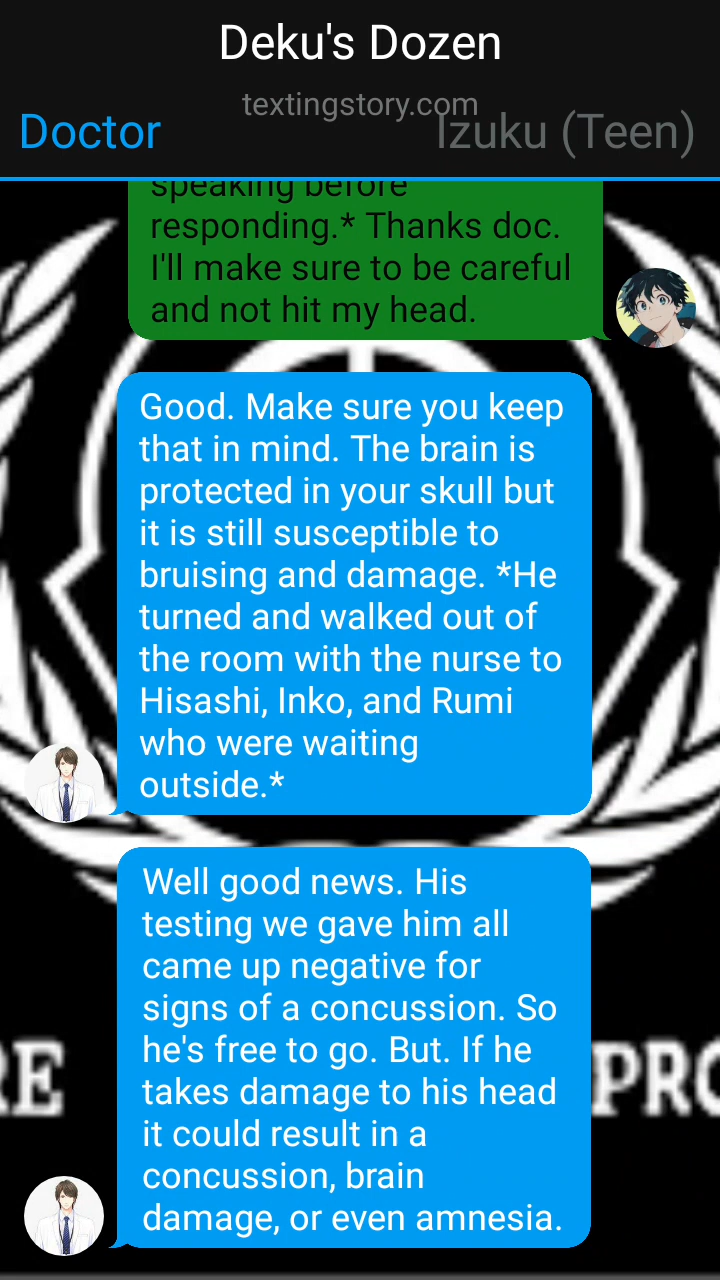 Deku's Dozen
textingstory.com
Doctor
Izuku (Teen)
speaking before
responding.* Thanks doc.
I'll make sure to be careful
and not hit my head.
Good. Make sure you keep
that in mind. The brain is
protected in your skull but
it is still susceptible to
bruising and damage. *He
turned and walked out of
the room with the nurse to
Hisashi, Inko, and Rumi
who were waiting
outside.*
Well good news. His
testing we gave him all
came up negative for
signs of a concussion. So
he's free to go. But. If he
takes damage to his head
it could result in a
concussion, brain
damage, or even amnesia.
RE
PRO